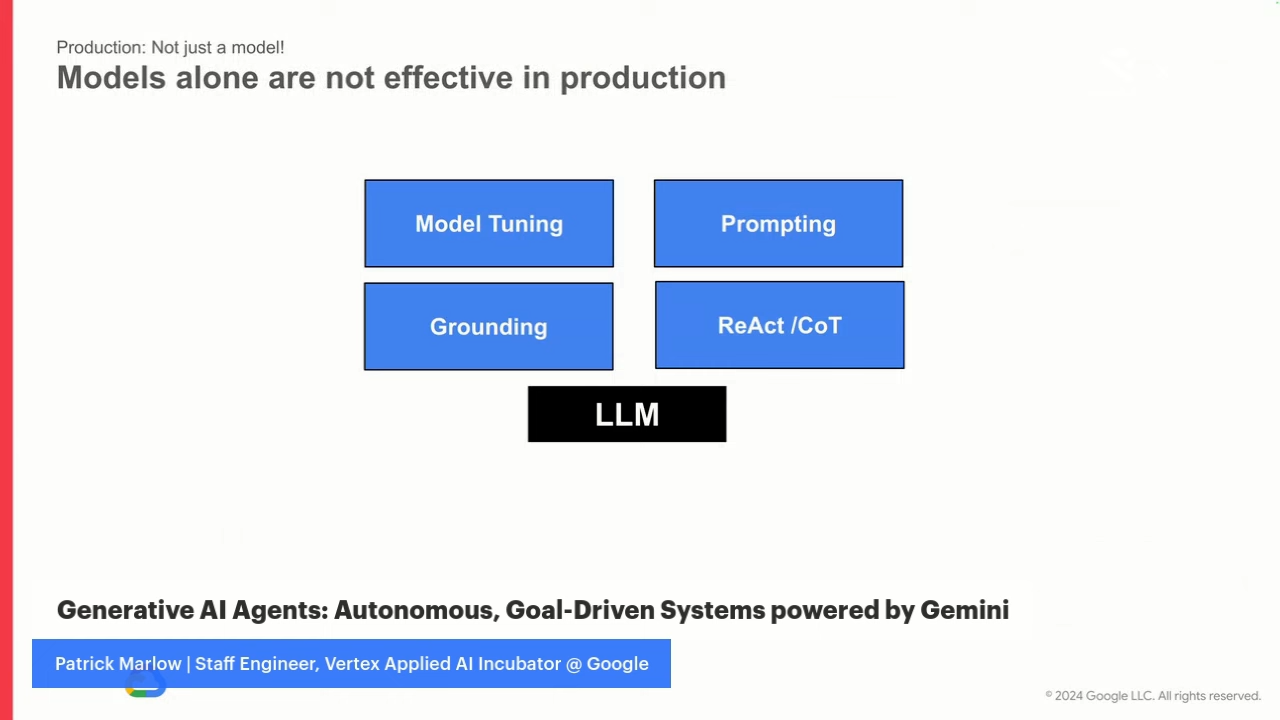 Production: Not just a model!
Models alone are not effective in production
Model Tuning
Prompting
Grounding
ReAct /CoT
LLM
Generative AI Agents: Autonomous, Goal-Driven Systems powered by Gemini
Patrick Marlow | Staff Engineer, Vertex Applied AI Incubator @ Google
© 2024 Google LLC. All rights reserved.